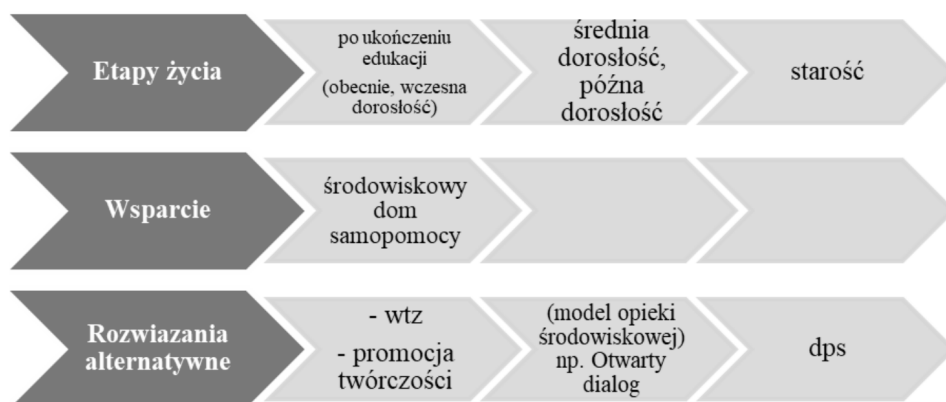 Etapy życia
po ukończeniu
edukacji
(obecnie, wczesna
dorosłość)
średnia
dorosłość,
późna
dorosłość
starość
Wsparcie
środowiskowy
dom
samopomocy
Rozwiazania
alternatywne
- wtz
- promocja
twórczości
(model opieki
środowiskowej)
np. Otwarty
dialog
dps